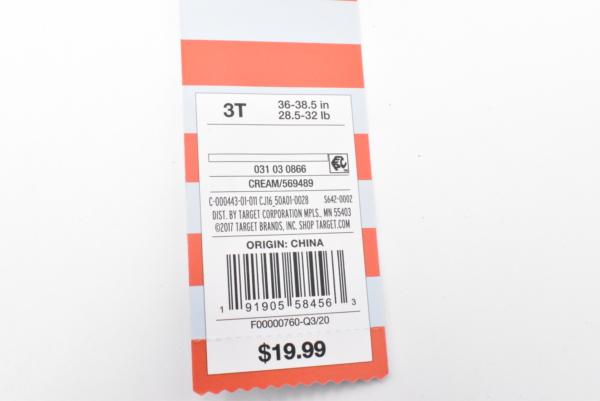 3T 36-38.5 in
28.5-32 lb
031 03 0866
CREAM/569489
C-000443-01-011 CJ16_50A01-0028 S642-0002
DIST. BY TARGET CORPORATION MPLS., MN 55403
©2017 TARGET BRANDS, INC. SHOP TARGET.COM
ORIGIN: CHINA
1 91905 58456 3
F00000760-Q3/20
$19.99